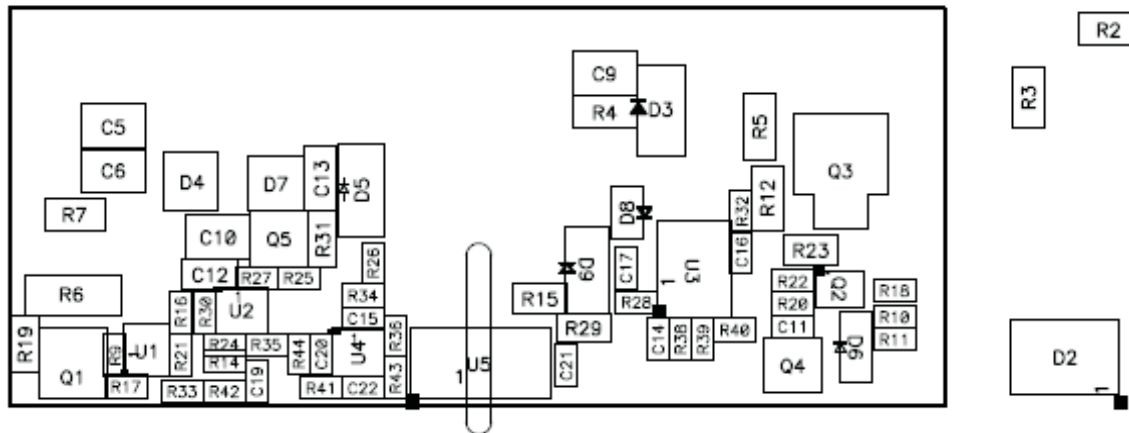 R2
C9
D3
R4
R3
C5
R5
C6
D4
D7
C13
D5
Q3
R12
R7
D8
R32
C10
Q5
R31
R23
C16
C12
R27
R25
R26
D9
C17
U3
1
R22
Q2
R18
R6
R34
R15
R28
R20
R16
R30
1
U2
C15
R10
R19
R36
R29
C14
R38
R39
R40
C11
R11
R9
U1
1
R21
R24
R35
R44
C20
U4
1
D6
R14
U5
1
C21
Q4
D2
1
Q1
R17
R33
R42
C19
R41
C22
R43